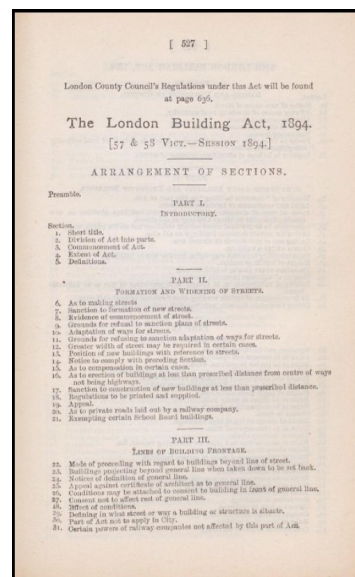 [ 527 ]
London County Council's Regulations under this Act will be found
at page 636.
The London Building Act, 1894.
[57 & 58 VICT.—SESSION 1894.]
ARRANGEMENT OF SECTIONS.
Preamble.
PART I.
INTRODUCTORY.
Section.
1. Short title.
2. Division of Act into parts.
3. Commencement of Act.
4. Extent of Act.
5. Definitions.
PART II.
FORMATION AND WIDENING OF STREETS.
6. As to making streets
7. Sanction to formation of new streets.
8. Evidence of commencement of street.
9. Grounds for refusal to sanction plans of streets.
10. Adaptation of ways for streets.
11. Grounds for refusing to sanction adaptation of ways for streets.
12. Greater width of street may be required in certain cases.
13. Position of new buildings with reference to streets.
14. Notice to comply with preceding Section.
15. As to compensation in certain cases.
16. As to erection of buildings at less than prescribed distance from centre of ways
not being highways.
17. Sanction to construction of new buildings at less than prescribed distance.
18. Regulations to be printed and supplied.
19. Appeal.
20. As to private roads laid out by a railway company.
21. Exempting certain School Board buildings.
PART III.
LINES OF BUILDING FRONTAGE.
22. Mode of proceeding with regard to buildings beyond line of street.
23. Buildings projecting beyond general line when taken down to be set back.
24. Notices of definition of general line.
25. Appeal against certificate of architect as to general line.
26. Conditions may be attached to consent to building in front of general line.
27. Consent not to affect rest of general line.
28. Effect of conditions.
29. Defining in what street or way a building or structure is situate.
30. Part of Act not to apply in City.
31. Certain powers of railway companies not affected by this part of Act.